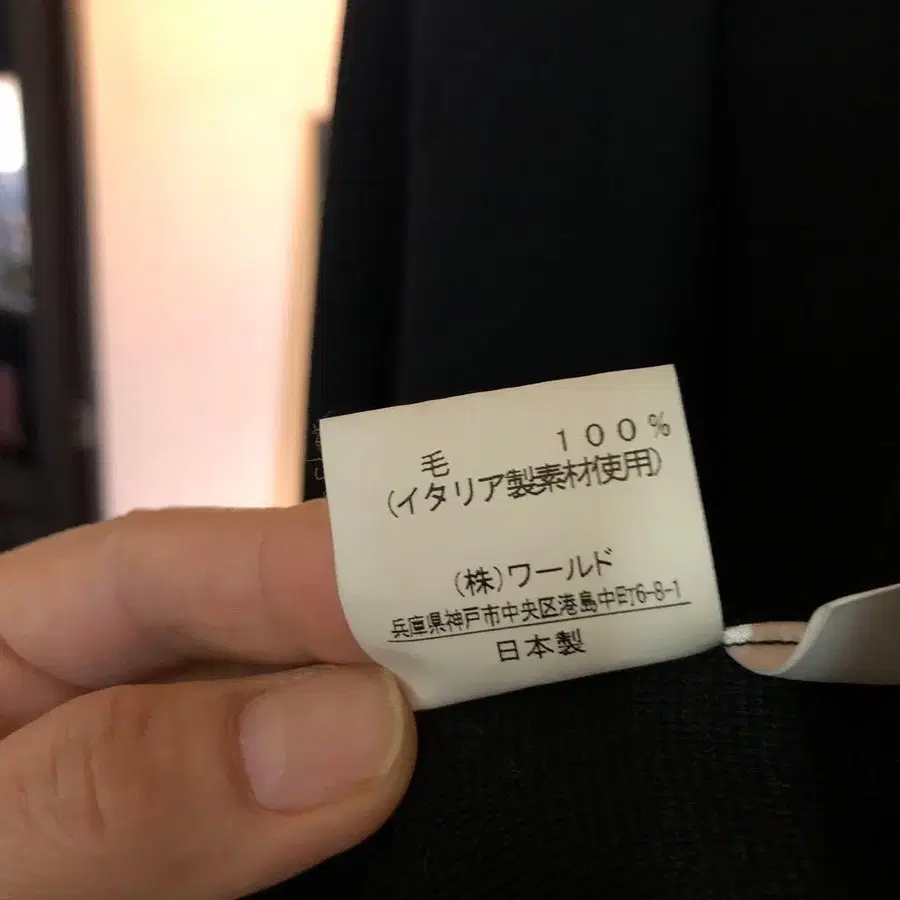 毛 100%
(イタリア製素材使用)
(株)ワールド
兵庫県神戸市中央区港島中町6-8-1
日本製